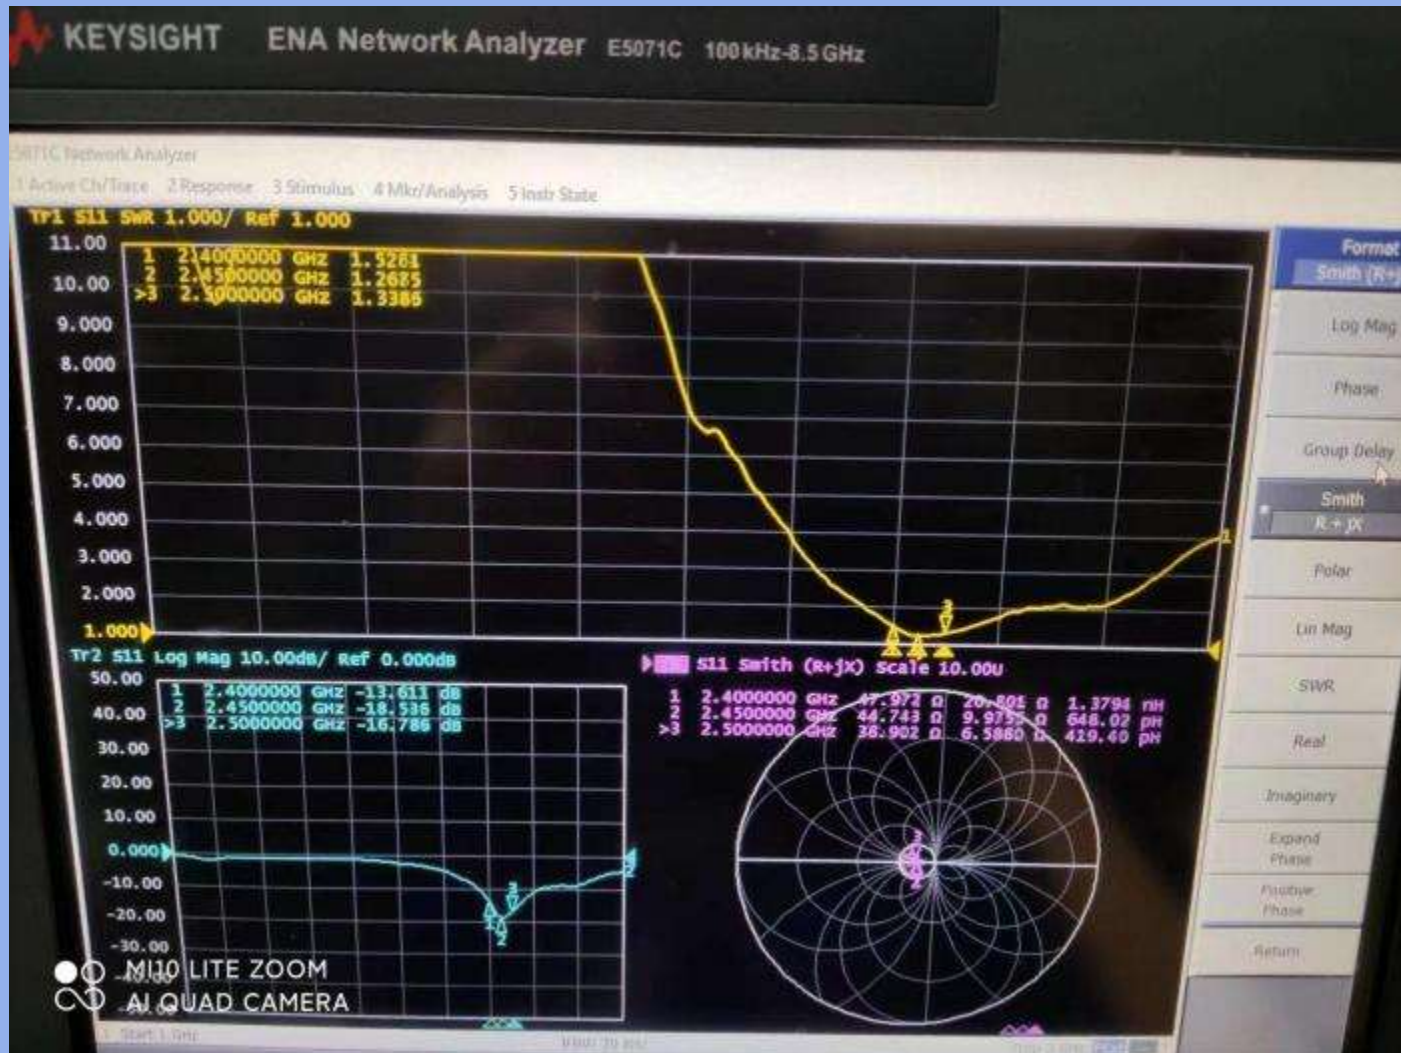 KEYSIGHT ENA Network Analyzer E5071C 100 kHz-8.5 GHz
E5071C Network Analyzer
1 Active Ch/Trace 2 Response 3 Stimulus 4 Mkr/Analysis 5 Instr State
Tr1 S11 SWR 1.000/ Ref 1.000
11.00
1 2.4000000 GHz 1.5281
2 2.4500000 GHz 1.2685
>3 2.5000000 GHz 1.3386
10.00
9.000
8.000
7.000
6.000
5.000
4.000
3.000
2.000
1.000
Tr2 S11 Log Mag 10.00dB/ Ref 0.000dB
50.00
1 2.4000000 GHz -13.611 dB
2 2.4500000 GHz -18.536 dB
>3 2.5000000 GHz -16.786 dB
40.00
30.00
20.00
10.00
0.000
-10.00
-20.00
-30.00
S11 Smith (R+jX) Scale 10.00U
1 2.4000000 GHz 47.972 Ω 20.801 Ω 1.3794 nH
2 2.4500000 GHz 44.743 Ω 9.9755 Ω 648.02 pH
>3 2.5000000 GHz 38.902 Ω 6.5880 Ω 419.40 pH
Format
Smith (R+j
Log Mag
Phase
Group Delay
Smith
R + jX
Polar
Lin Mag
SWR
Real
Imaginary
Expand
Phase
Positive
Phase
Return
MI10 LITE ZOOM
AI QUAD CAMERA
Start 1 GHz